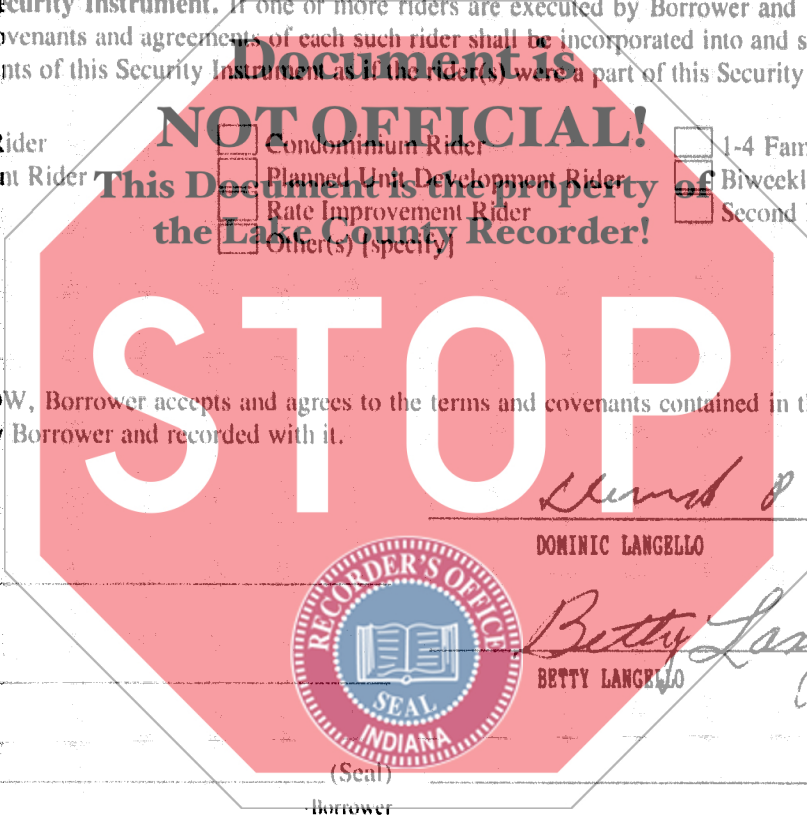 curity Instrument. If one or more riders are executed by Borrower and
venants and agreements of each such rider shall be incorporated into and s
nts of this Security Instrument as if the rider(s) were a part of this Security
Document is
NOT OFFICIAL!
This Document is the property of
the Lake County Recorder!
ider Condominium Rider 1-4 Fam
nt Rider Planned Unit Development Rider Biweekl
Rate Improvement Rider Second
Other(s) [specify]
STOP
W, Borrower accepts and agrees to the terms and covenants contained in th
Borrower and recorded with it.
DOMINIC LANGELLO
Betty Lan
BETTY LANGELLO
RECORDER'S OFFICE
SEAL
INDIANA
(Seal)
-Borrower